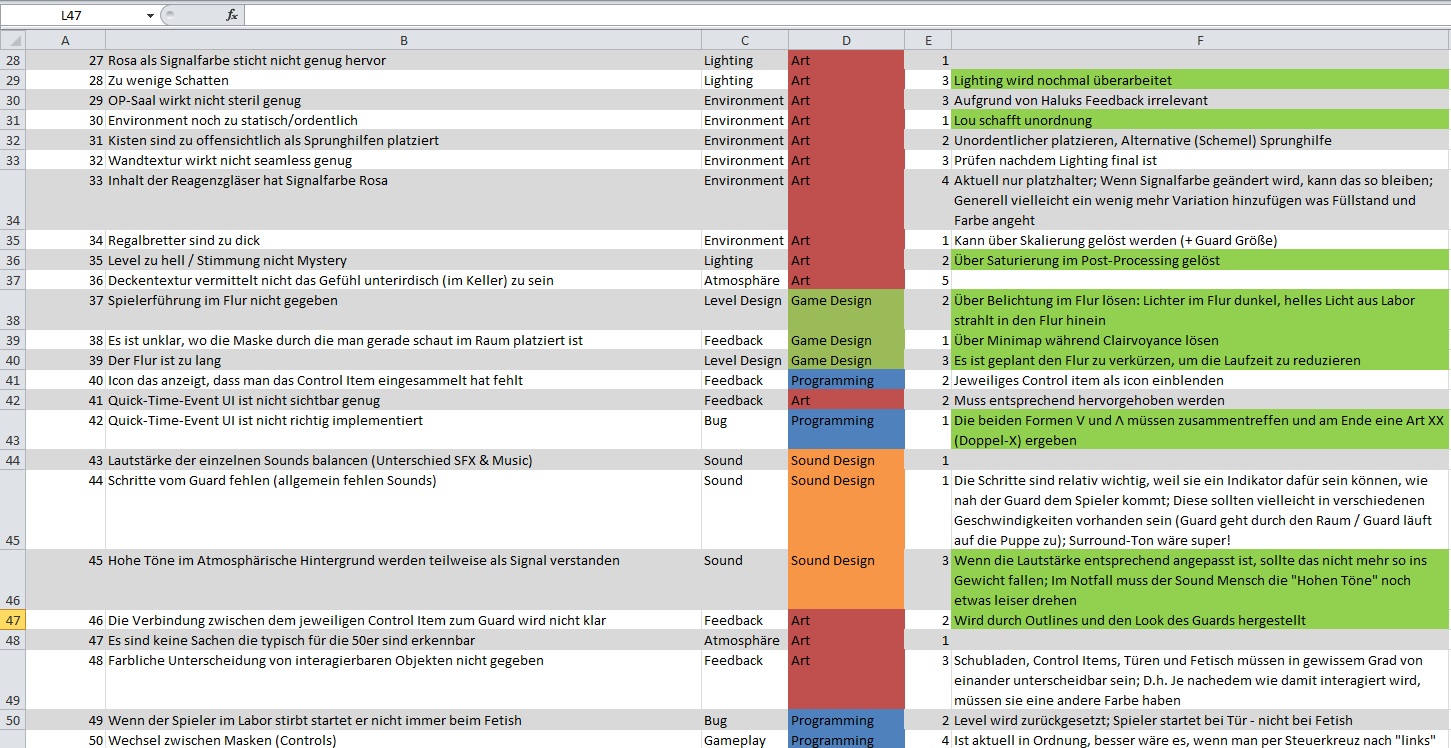 L47
fx
A B C D E F
28 27 Rosa als Signalfarbe sticht nicht genug hervor Lighting Art 1
29 28 Zu wenige Schatten Lighting Art 3 Lighting wird nochmal überarbeitet
30 29 OP-Saal wirkt nicht steril genug Environment Art 3 Aufgrund von Haluks Feedback irrelevant
31 30 Environment noch zu statisch/ordentlich Environment Art 1 Lou schafft unordnung
32 31 Kisten sind zu offensichtlich als Sprunghilfen platziert Environment Art 2 Unordentlicher platzieren, Alternative (Schemel) Sprunghilfe
33 32 Wandtextur wirkt nicht seamless genug Environment Art 3 Prüfen nachdem Lighting final ist
33 Inhalt der Reagenzgläser hat Signalfarbe Rosa Environment Art 4 Aktuell nur platzhalter; Wenn Signalfarbe geändert wird, kann das so bleiben;
Generell vielleicht ein wenig mehr Variation hinzufügen was Füllstand und
34 Farbe angeht
35 34 Regalbretter sind zu dick Environment Art 1 Kann über Skalierung gelöst werden (+ Guard Größe)
36 35 Level zu hell / Stimmung nicht Mystery Lighting Art 2 Über Saturierung im Post-Processing gelöst
37 36 Deckentextur vermittelt nicht das Gefühl unterirdisch (im Keller) zu sein Atmosphäre Art 5
37 Spielerführung im Flur nicht gegeben Level Design Game Design 2 Über Belichtung im Flur lösen: Lichter im Flur dunkel, helles Licht aus Labor
38 strahlt in den Flur hinein
39 38 Es ist unklar, wo die Maske durch die man gerade schaut im Raum platziert ist Feedback Game Design 1 Über Minimap während Clairvoyance lösen
40 39 Der Flur ist zu lang Level Design Game Design 3 Es ist geplant den Flur zu verkürzen, um die Laufzeit zu reduzieren
41 40 Icon das anzeigt, dass man das Control Item eingesammelt hat fehlt Feedback Programming 2 Jeweiliges Control item als icon einblenden
42 41 Quick-Time-Event UI ist nicht sichtbar genug Feedback Art 2 Muss entsprechend hervorgehoben werden
42 Quick-Time-Event UI ist nicht richtig implementiert Bug Programming 1 Die beiden Formen V und Λ müssen zusammentreffen und am Ende eine Art XX
43 (Doppel-X) ergeben
44 43 Lautstärke der einzelnen Sounds balancen (Unterschied SFX & Music) Sound Sound Design 1
44 Schritte vom Guard fehlen (allgemein fehlen Sounds) Sound Sound Design 1 Die Schritte sind relativ wichtig, weil sie ein Indikator dafür sein können, wie
nah der Guard dem Spieler kommt; Diese sollten vielleicht in verschiedenen
Geschwindigkeiten vorhanden sein (Guard geht durch den Raum / Guard läuft
45 auf die Puppe zu); Surround-Ton wäre super!
45 Hohe Töne im Atmosphärische Hintergrund werden teilweise als Signal verstanden Sound Sound Design 3 Wenn die Lautstärke entsprechend angepasst ist, sollte das nicht mehr so ins
Gewicht fallen; Im Notfall muss der Sound Mensch die "Hohen Töne" noch
46 etwas leiser drehen
47 46 Die Verbindung zwischen dem jeweiligen Control Item zum Guard wird nicht klar Feedback Art 2 Wird durch Outlines und den Look des Guards hergestellt
48 47 Es sind keine Sachen die typisch für die 50er sind erkennbar Atmosphäre Art 1
48 Farbliche Unterscheidung von interagierbaren Objekten nicht gegeben Feedback Art 3 Schubladen, Control Items, Türen und Fetisch müssen in gewissem Grad von
einander unterscheidbar sein; D.h. Je nachedem wie damit interagiert wird,
49 müssen sie eine andere Farbe haben
50 49 Wenn der Spieler im Labor stirbt startet er nicht immer beim Fetish Bug Programming 2 Level wird zurückgesetzt; Spieler startet bei Tür - nicht bei Fetish
50 Wechsel zwischen Masken (Controls) Gameplay Programming 4 Ist aktuell in Ordnung, besser wäre es, wenn man per Steuerkreuz nach "links"